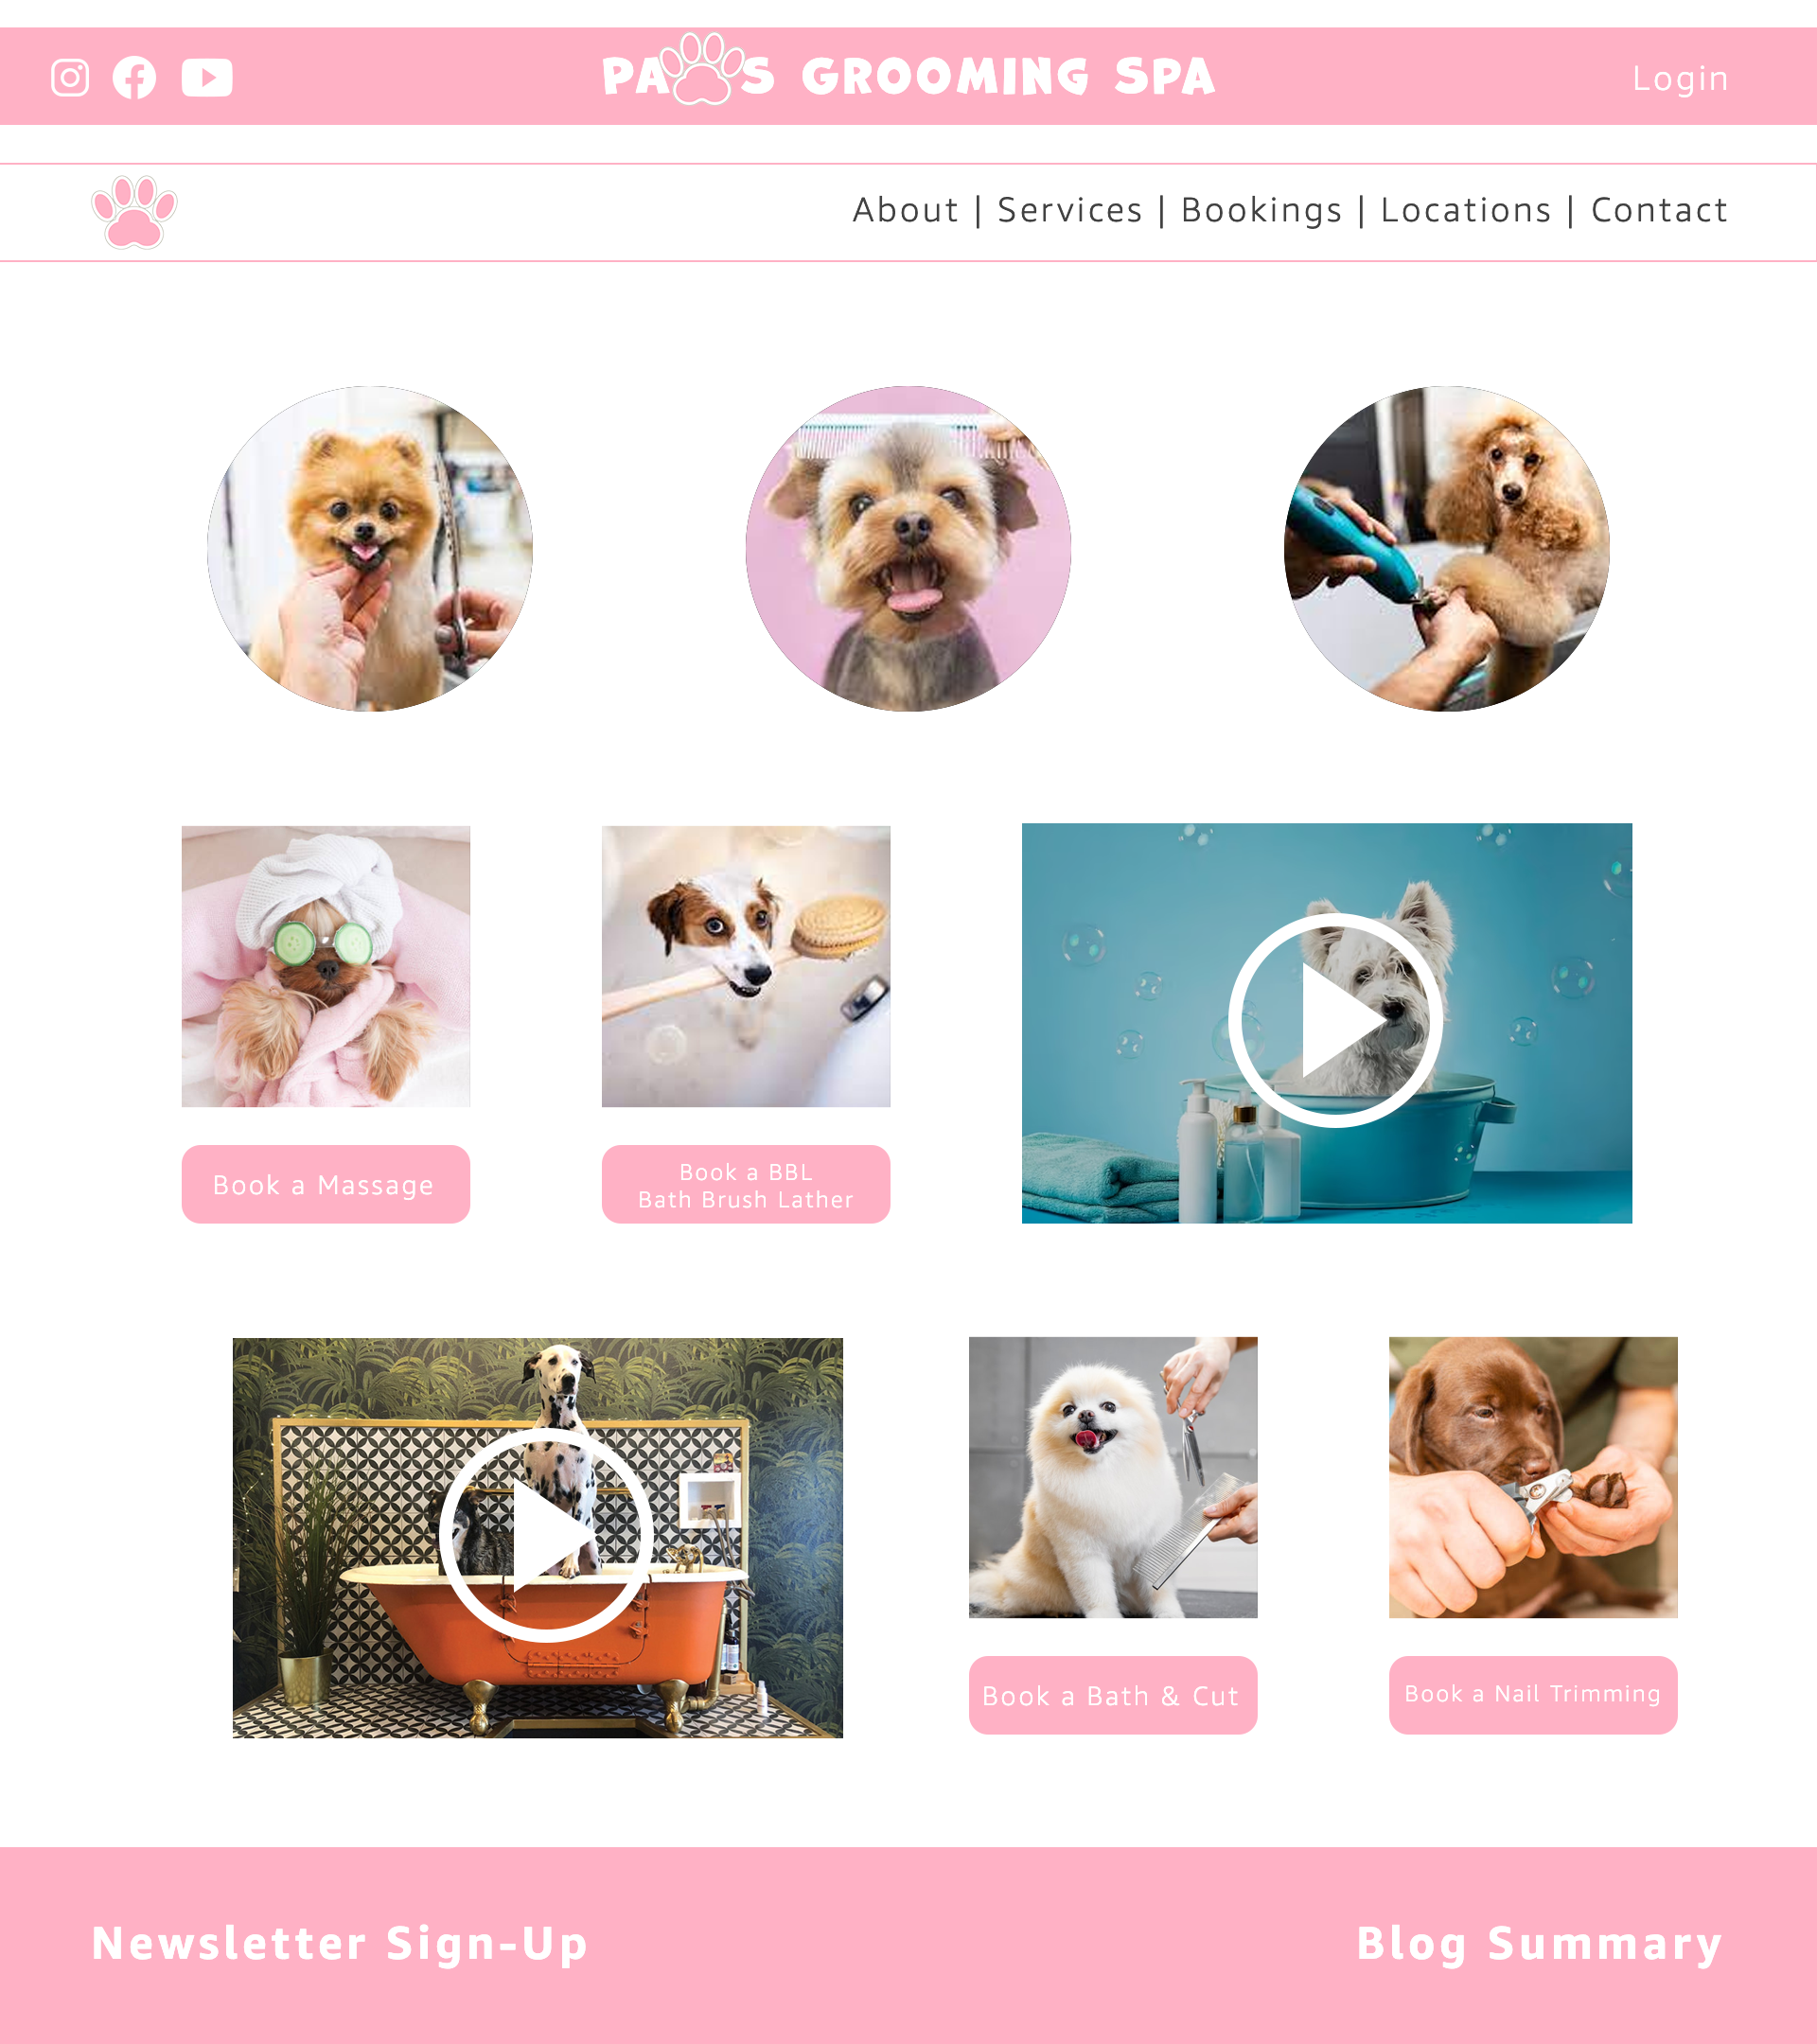 PAWS GROOMING SPA
Login
About | Services | Bookings | Locations | Contact
Book a Massage
Book a BBL
Bath Brush Lather
Book a Bath & Cut
Book a Nail Trimming
Newsletter Sign-Up
Blog Summary